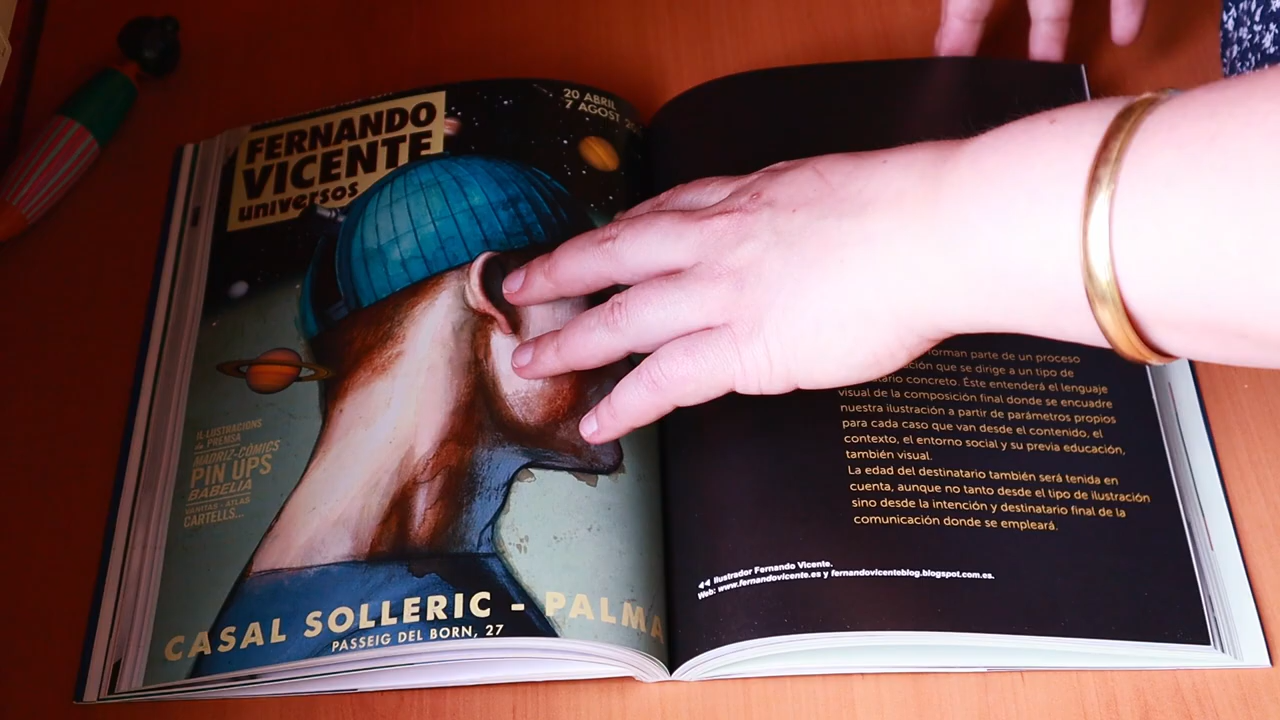 FERNANDO
VICENTE
universos
20 ABRIL
7 AGOST
IL·LUSTRACIONS
de PREMSA
MADRIZ-CÒMICS
PIN UPS
BABELIA
VANITAS - ATLAS
CARTELLS...
CASAL SOLLERIC - PALMA
PASSEIG DEL BORN, 27
forman parte de un proceso
que se dirige a un tipo de
concreto. Éste entenderá el lenguaje
visual de la composición final donde se encuadre
nuestra ilustración a partir de parámetros propios
para cada caso que van desde el contenido, el
contexto, el entorno social y su previa educación,
también visual.
La edad del destinatario también será tenida en
cuenta, aunque no tanto desde el tipo de ilustración
sino desde la intención y destinatario final de la
comunicación donde se empleará.
◄◄ Ilustrador Fernando Vicente.
Web: www.fernandovicente.es y fernandovicenteblog.blogspot.com.es.